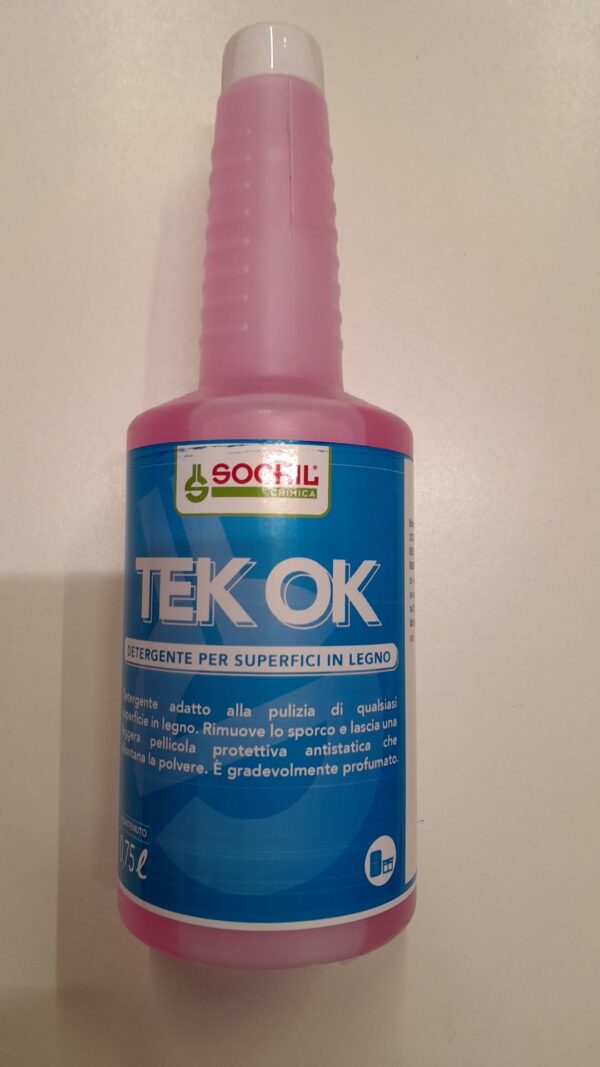 SOCHIL®
CHIMICA
TEK OK
DETERGENTE PER SUPERFICI IN LEGNO
Detergente adatto alla pulizia di qualsiasi
superficie in legno. Rimuove lo sporco e lascia una
leggera pellicola protettiva antistatica che
allontana la polvere. È gradevolmente profumato.
CONTENUTO
0,75 ℓ